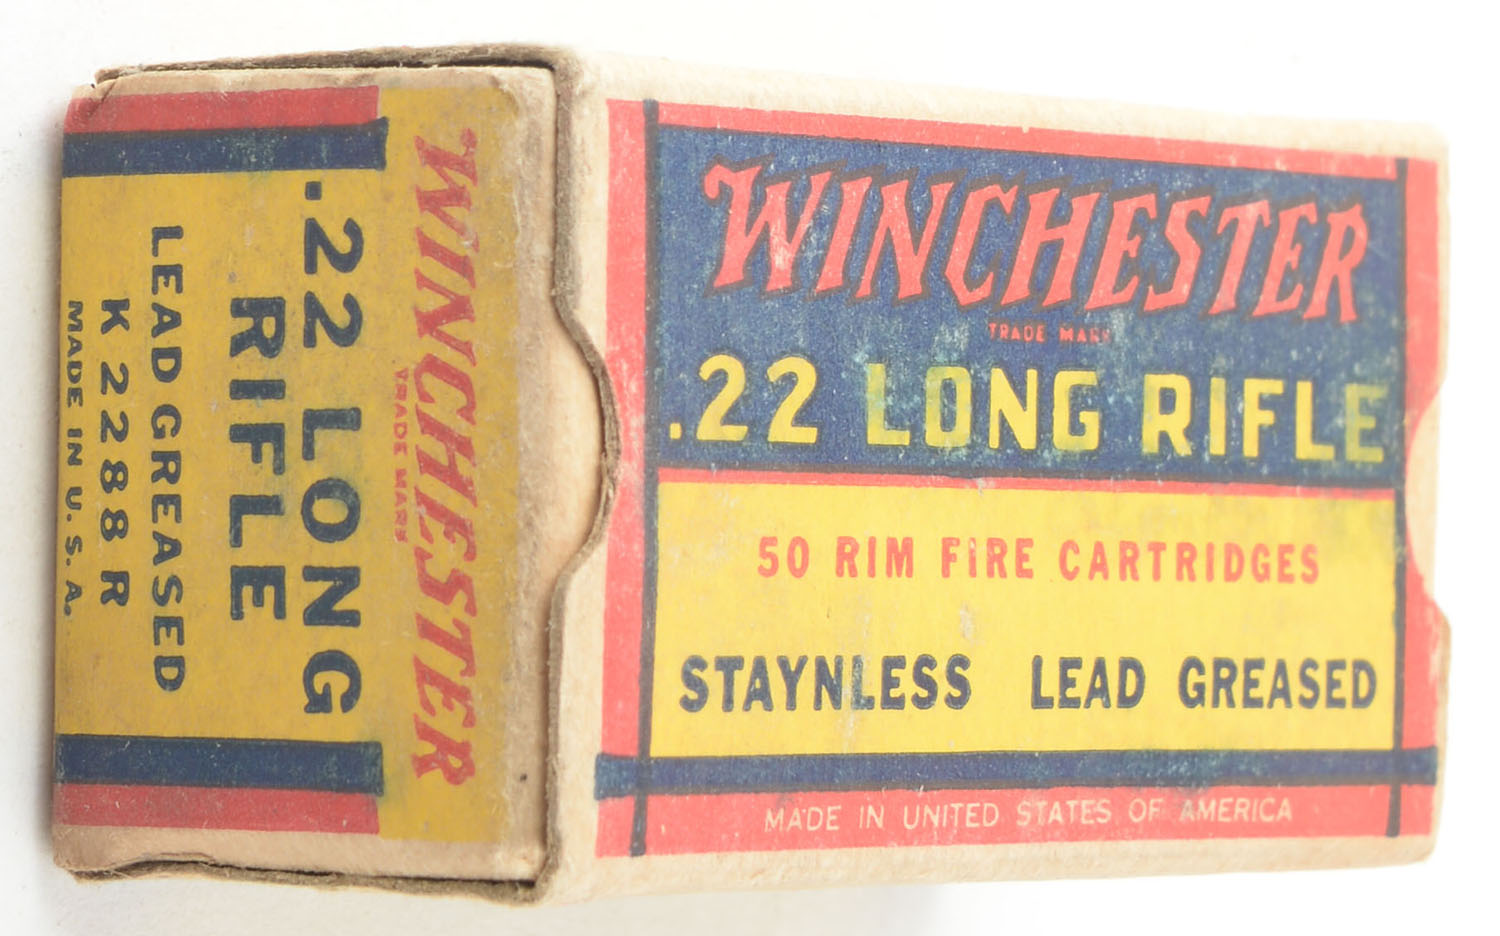 WINCHESTER
TRADE MARK
.22 LONG RIFLE
50 RIM FIRE CARTRIDGES
STAYNLESS LEAD GREASED
MADE IN UNITED STATES OF AMERICA
WINCHESTER
TRADE MARK
.22 LONG
RIFLE
LEAD GREASED
K2288R
MADE IN U.S.A.